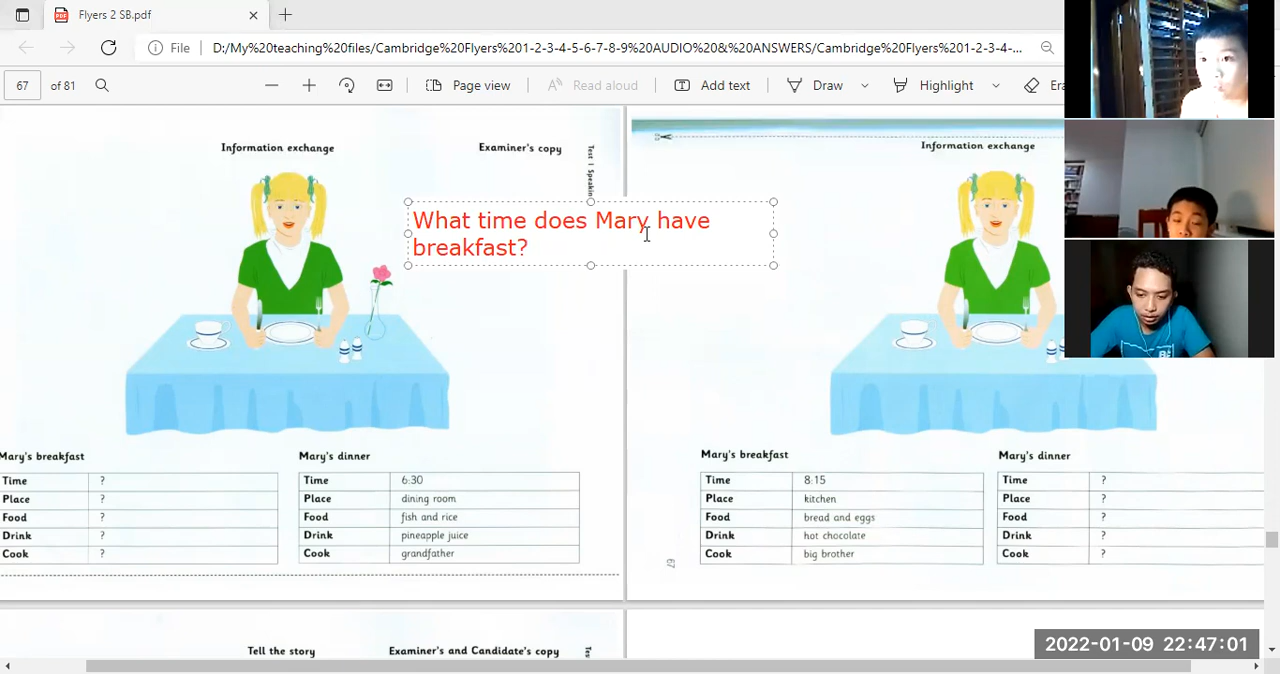 Flyers 2 SB.pdf
File
D:/My%20teaching%20files/Cambridge%20Flyers%201-2-3-4-5-6-7-8-9%20AUDIO%20&%20ANSWERS/Cambridge%20Flyers%201-2-3-4-...
67 of 81
Page view
Read aloud
Add text
Draw
Highlight
Information exchange
Examiner's copy
Test 1
What time does Mary have
breakfast?
Mary's breakfast
Time ?
Place ?
Food ?
Drink ?
Cook ?
Mary's dinner
Time 6:30
Place dining room
Food fish and rice
Drink pineapple juice
Cook grandfather
Information exchange
Mary's breakfast
Time 8:15
Place kitchen
Food bread and eggs
Drink hot chocolate
Cook big brother
Mary's dinner
Time ?
Place ?
Food ?
Drink ?
Cook ?
67
Tell the story
Examiner's and Candidate's copy
2022-01-09 22:47:01